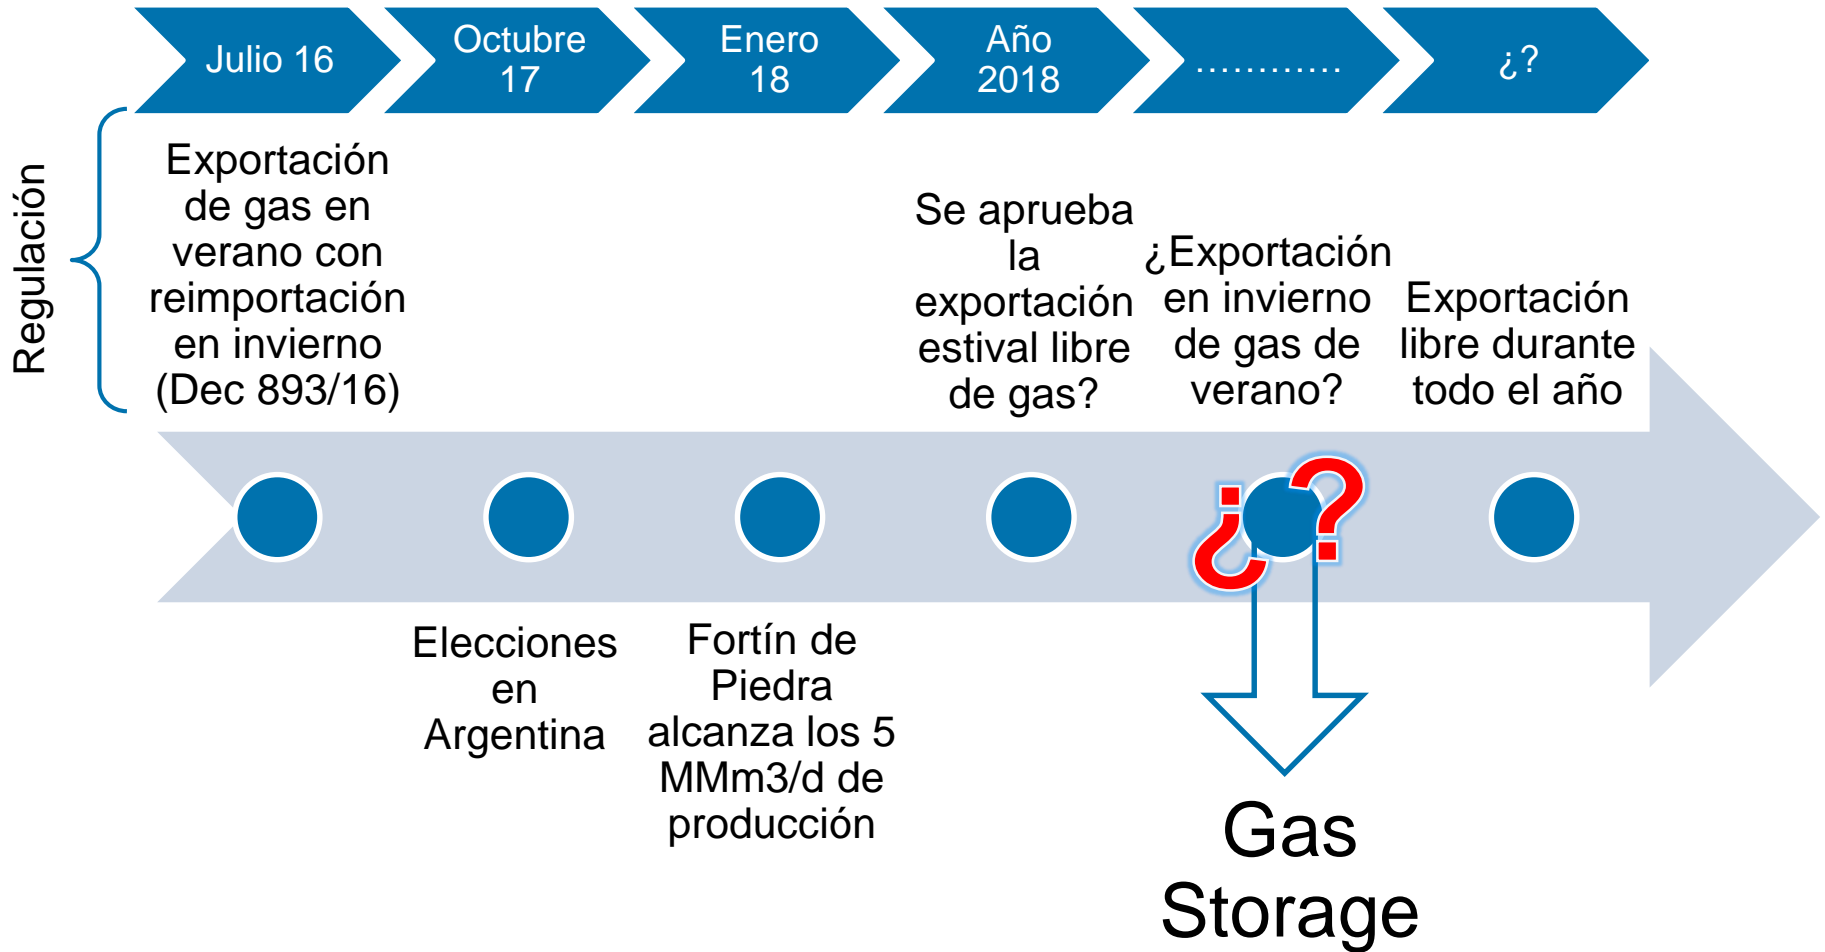 Julio 16
Octubre
17
Enero
18
Año
2018
............
¿?
Regulación
Exportación
de gas en
verano con
reimportación
en invierno
(Dec 893/16)
Se aprueba
la
exportación
estival libre
de gas?
¿Exportación
en invierno
de gas de
verano?
Exportación
libre durante
todo el año
¿?
Elecciones
en
Argentina
Fortín de
Piedra
alcanza los 5
MMm3/d de
producción
Gas
Storage